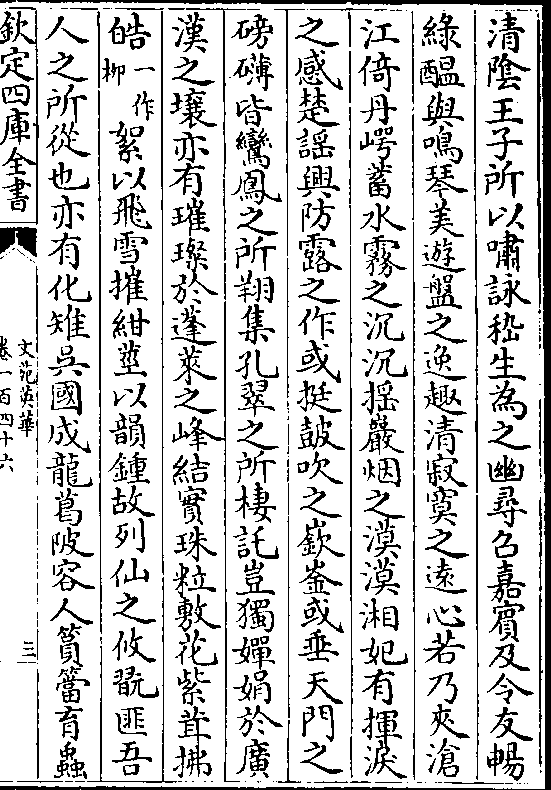 清陰王子所以嘯詠嵇生為之幽尋召嘉賓及令友暢
綠醞與鳴琴美遊盤之逸趣清寂寞之遠心若乃夾滄
江倚丹崿蓄水霧之沉沉揺巖烟之漠漠湘妃有揮淚
之感楚謡興防露之作或挺鼓吹之嶔崟或垂天門之
磅礴皆鸞鳳之所翔集孔翠之所棲託豈獨嬋娟於廣
漢之壤亦有璀璨於蓬萊之峰結實珠粒敷花紫茸拂
皓一作柳絮以飛雪摧紺莖以韻鍾故列仙之攸翫匪吾
人之所從也亦有化雉呉國成龍葛陂容人篔簹育蟲
欽定四庫全書
文苑英華
卷一百四十六
三